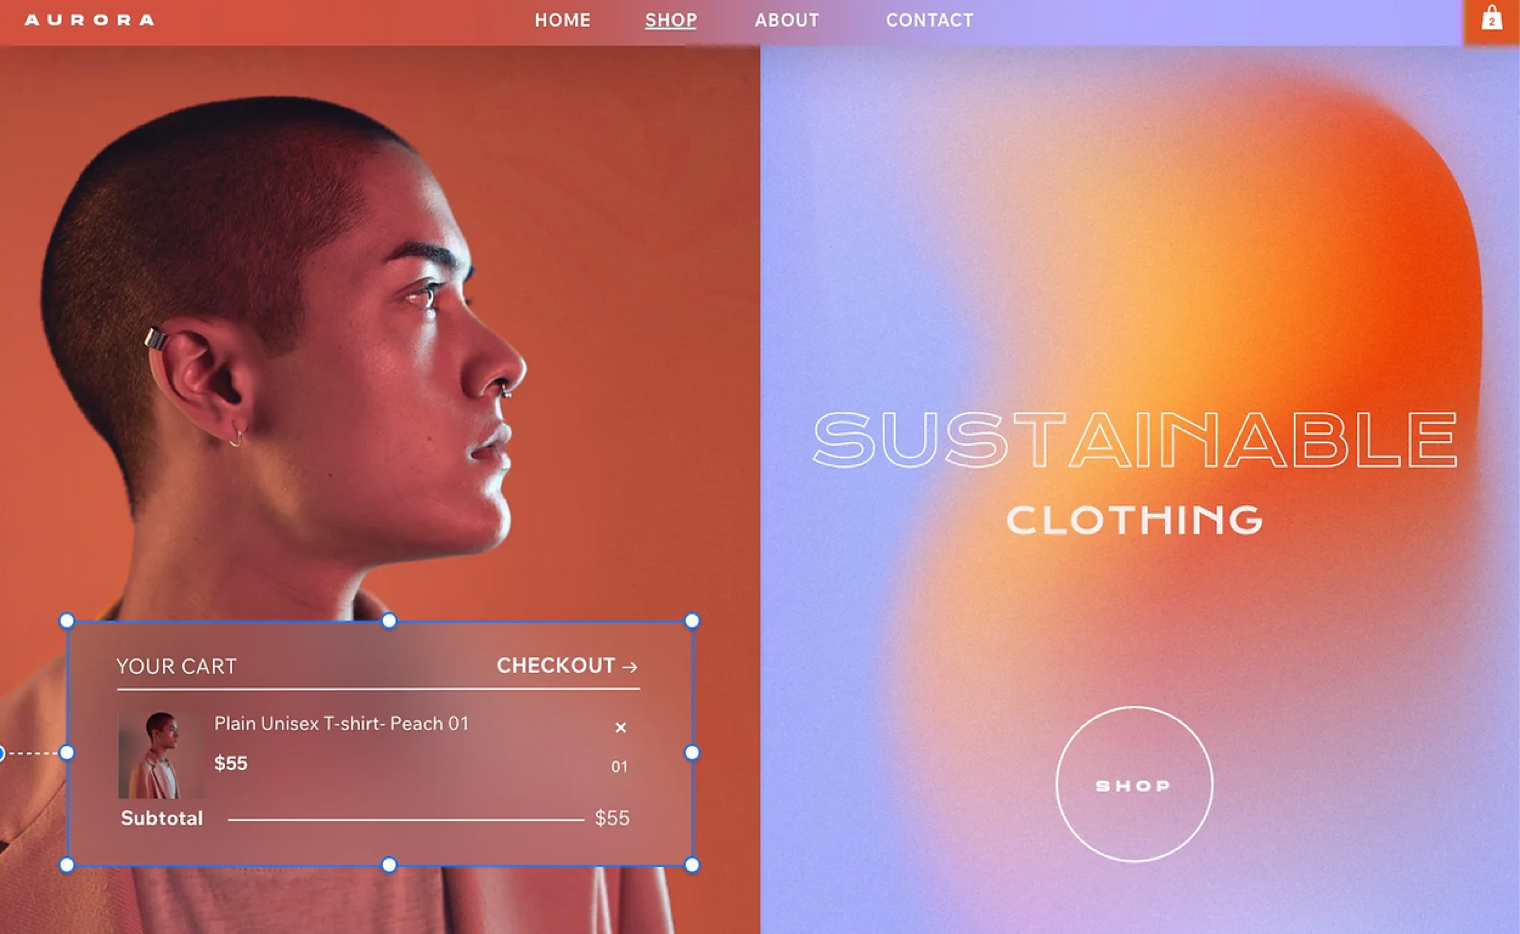 AURORA
HOME SHOP ABOUT CONTACT
2
YOUR CART CHECKOUT →
Plain Unisex T-shirt- Peach 01 ×
$55 01
Subtotal $55
SUSTAINABLE
CLOTHING
SHOP